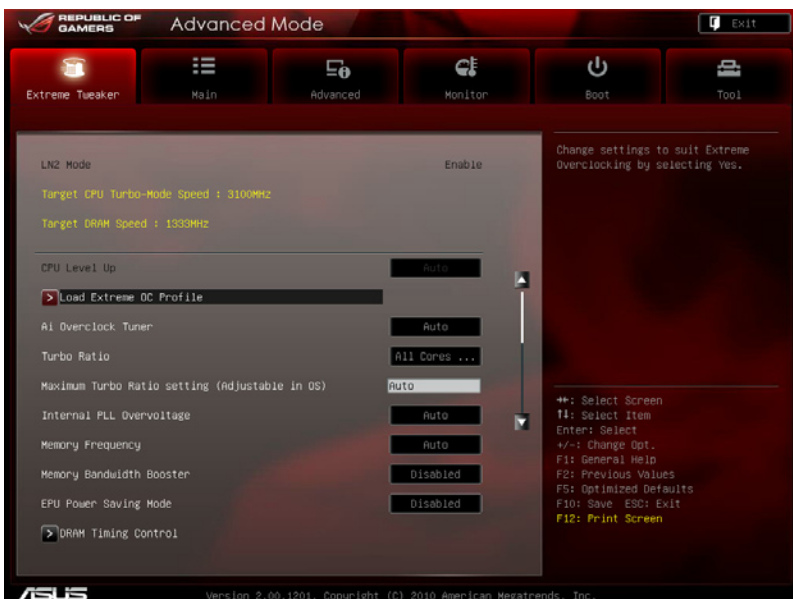 REPUBLIC OF
GAMERS
Advanced Mode
Exit
Extreme Tweaker
Main
Advanced
Monitor
Boot
Tool
LN2 Mode Enable
Target CPU Turbo-Mode Speed : 3100MHz
Target DRAM Speed : 1333MHz
CPU Level Up Auto
> Load Extreme OC Profile
Ai Overclock Tuner Auto
Turbo Ratio All Cores ...
Maximum Turbo Ratio setting (Adjustable in OS) Auto
Internal PLL Overvoltage Auto
Memory Frequency Auto
Memory Bandwidth Booster Disabled
EPU Power Saving Mode Disabled
> DRAM Timing Control
Change settings to suit Extreme
Overclocking by selecting Yes.
→←: Select Screen
↑↓: Select Item
Enter: Select
+/-: Change Opt.
F1: General Help
F2: Previous Values
F5: Optimized Defaults
F10: Save ESC: Exit
F12: Print Screen
ASUS
Version 2.00.1201. Copyright (C) 2010 American Megatrends, Inc.